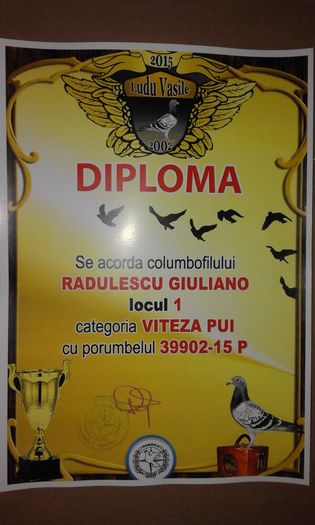 2015
Ludu Vasile
2002
DIPLOMA
Se acorda columbofilului
RADULESCU GIULIANO
locul 1
categoria VITEZA PUI
cu porumbelul 39902-15 P